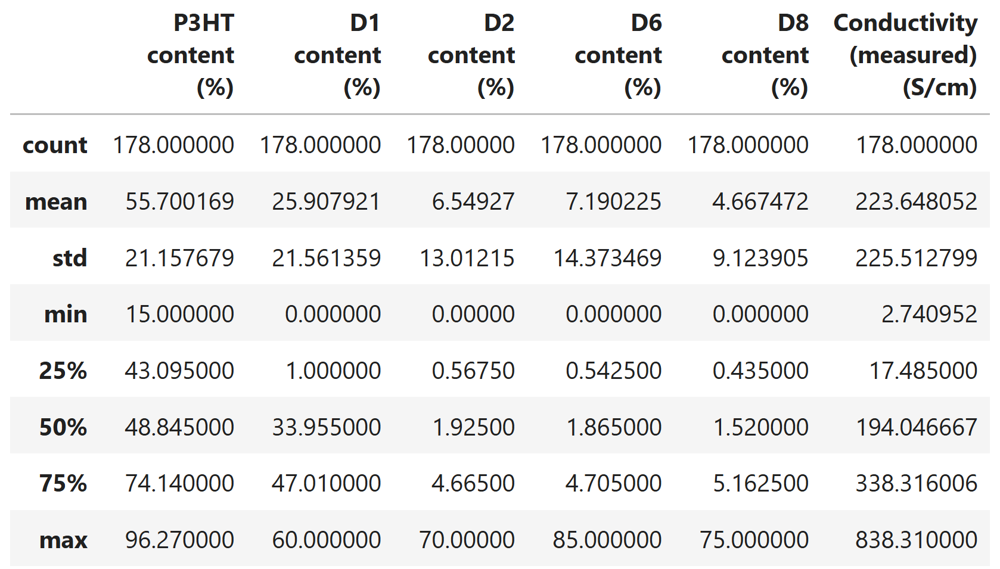 P3HT D1 D2 D6 D8 Conductivity
content content content content content (measured)
(%) (%) (%) (%) (%) (S/cm)
count 178.000000 178.000000 178.00000 178.000000 178.000000 178.000000
mean 55.700169 25.907921 6.54927 7.190225 4.667472 223.648052
std 21.157679 21.561359 13.01215 14.373469 9.123905 225.512799
min 15.000000 0.000000 0.00000 0.000000 0.000000 2.740952
25% 43.095000 1.000000 0.56750 0.542500 0.435000 17.485000
50% 48.845000 33.955000 1.92500 1.865000 1.520000 194.046667
75% 74.140000 47.010000 4.66500 4.705000 5.162500 338.316006
max 96.270000 60.000000 70.00000 85.000000 75.000000 838.310000